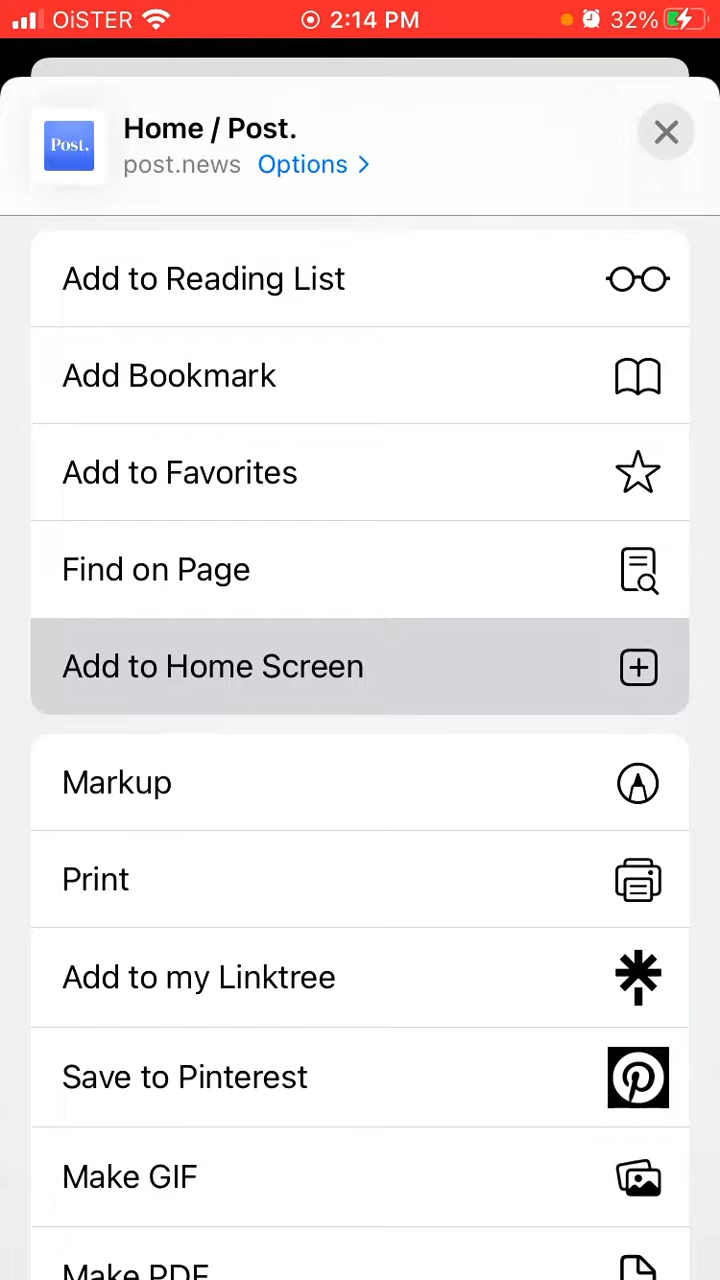 OiSTER 2:14 PM 32%
Post.
Home / Post.
post.news Options
Add to Reading List
Add Bookmark
Add to Favorites
Find on Page
Add to Home Screen
Markup
Print
Add to my Linktree
Save to Pinterest
Make GIF
Make PDF